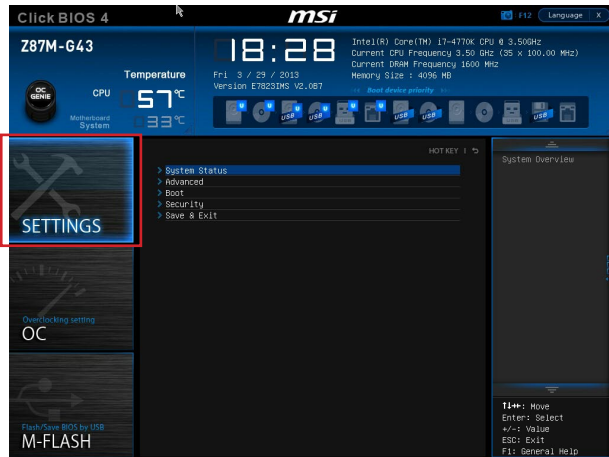 Click BIOS 4
msi
F12 Language X
Z87M-G43
18:28
Intel(R) Core(TM) i7-4770K CPU @ 3.50GHz
Current CPU Frequency 3.50 GHz (35 x 100.00 MHz)
Current DRAM Frequency 1600 MHz
Memory Size : 4096 MB
Temperature
Fri 3 / 29 / 2013
Version E7823IMS V2.0B7
Boot device priority
OC
GENIE
CPU 57°C
Motherboard
System 33°C
U U USB U USB U U USB U USB U USB
HOT KEY
System Overview
> System Status
> Advanced
> Boot
> Security
> Save & Exit
SETTINGS
Overclocking setting
OC
Flash/Save BIOS by USB
M-FLASH
↑↓→←: Move
Enter: Select
+/-: Value
ESC: Exit
F1: General Help